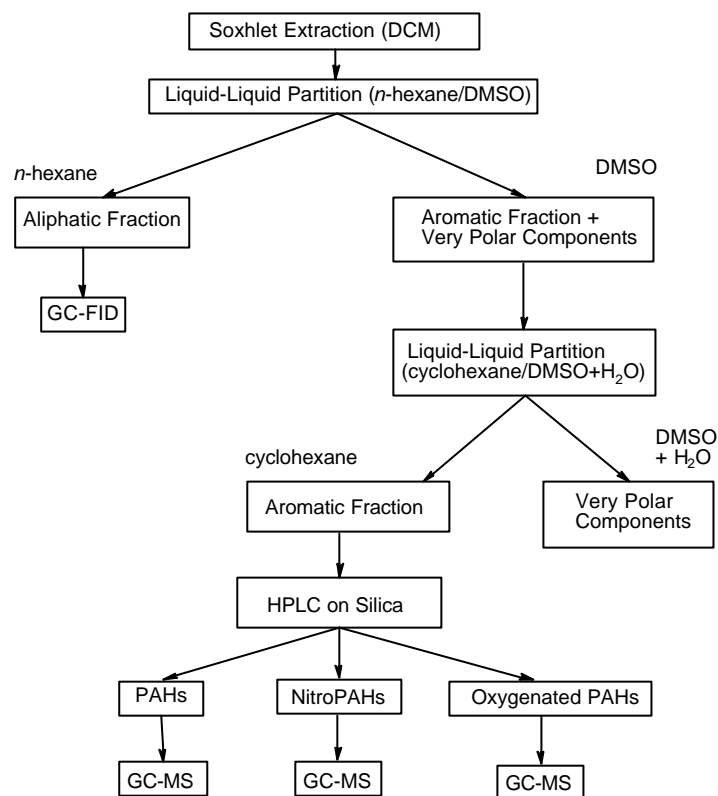 Soxhlet Extraction (DCM)
Liquid-Liquid Partition (n-hexane/DMSO)
n-hexane
DMSO
Aliphatic Fraction
Aromatic Fraction +
Very Polar Components
GC-FID
Liquid-Liquid Partition
(cyclohexane/DMSO+H₂O)
cyclohexane
DMSO
+ H₂O
Aromatic Fraction
Very Polar
Components
HPLC on Silica
PAHs
NitroPAHs
Oxygenated PAHs
GC-MS
GC-MS
GC-MS